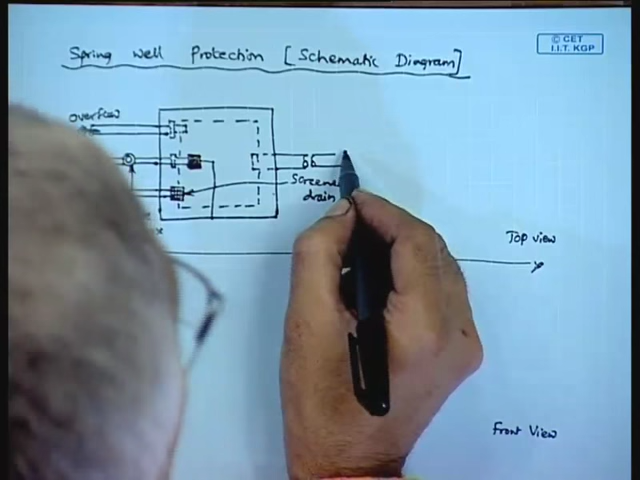 © CET
I.I.T. KGP
Spring well Protection [Schematic Diagram]
overflow
Screened
drain
Top view
Front View